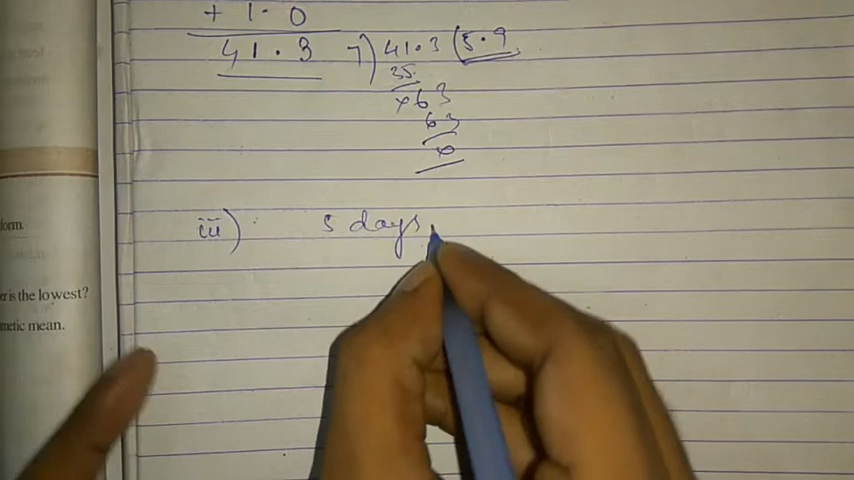 + 1.0
41.3 7) 41.3 (5.9
35
×63
63
×
iii) 5 days
form.
er is the lowest?
metic mean.